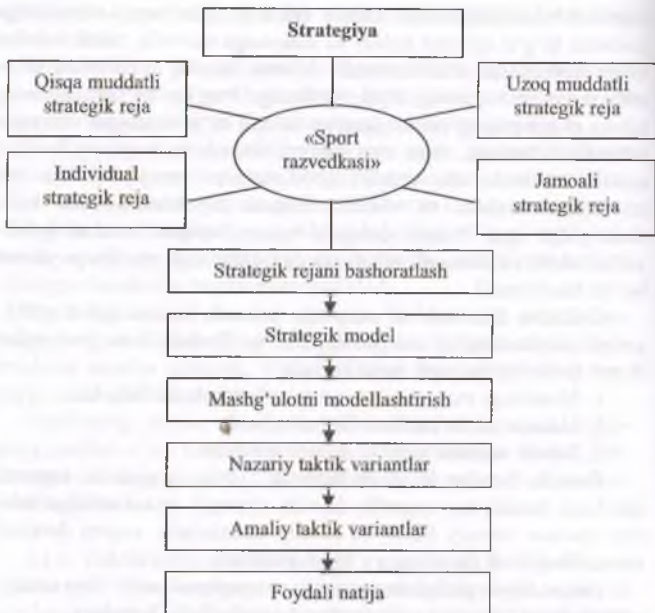 Strategiya
Qisqa muddatli
strategik reja
Uzoq muddatli
strategik reja
«Sport
razvedkasi»
Individual
strategik reja
Jamoali
strategik reja
Strategik rejani bashoratlash
Strategik model
Mashg‘ulotni modellashtirish
Nazariy taktik variantlar
Amaliy taktik variantlar
Foydali natija